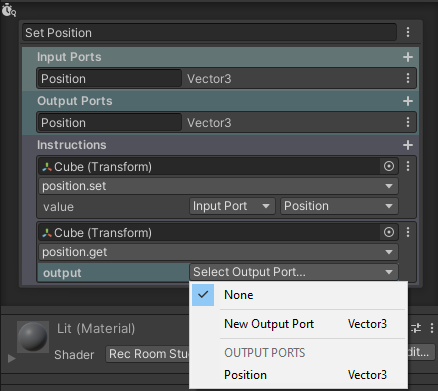 Set Position
Input Ports
Position Vector3
Output Ports
Position Vector3
Instructions
Cube (Transform)
position.set
value Input Port Position
Cube (Transform)
position.get
output Select Output Port...
None
New Output Port Vector3
OUTPUT PORTS
Position Vector3
Lit (Material)
Shader Rec Room Stu
dit...